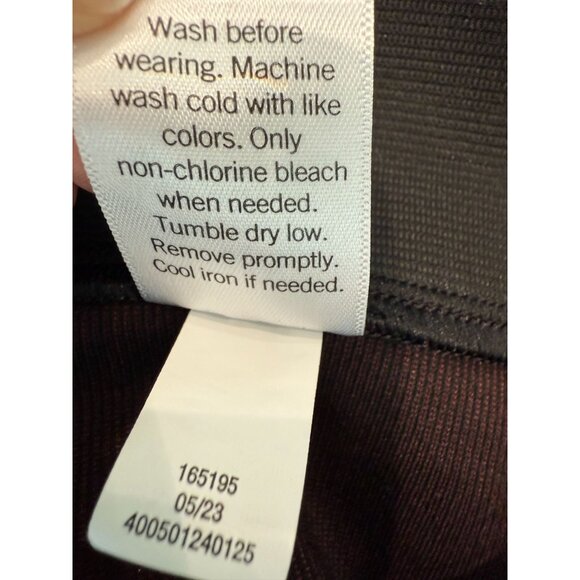 Wash before
wearing. Machine
wash cold with like
colors. Only
non-chlorine bleach
when needed.
Tumble dry low.
Remove promptly.
Cool iron if needed.
165195
05/23
400501240125